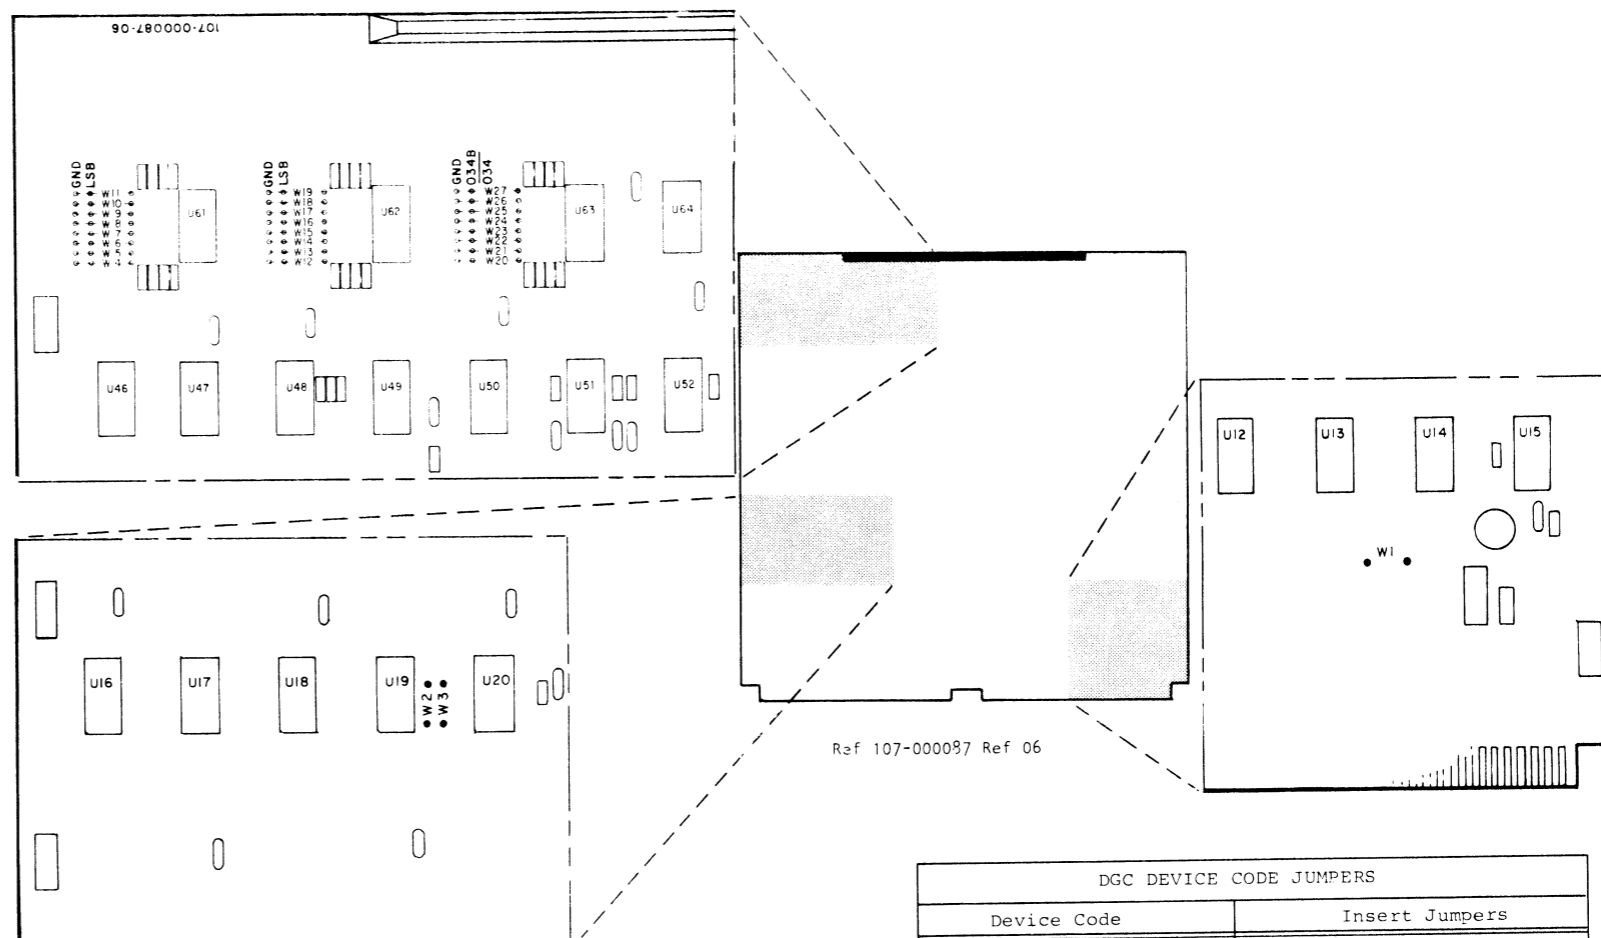 107-000087-06
GND
LSB
W11
W10
W9
W8
W7
W6
W5
W4
U61
GND
LSB
W19
W18
W17
W16
W15
W14
W13
W12
U62
GND
034B
034
W27
W26
W25
W24
W23
W22
W21
W20
U63
U64
U46
U47
U48
U49
U50
U51
U52
U16
U17
U18
U19
W2
W3
U20
U12
U13
U14
U15
W1
Ref 107-000087 Ref 06
DGC DEVICE CODE JUMPERS
Device Code
Insert Jumpers